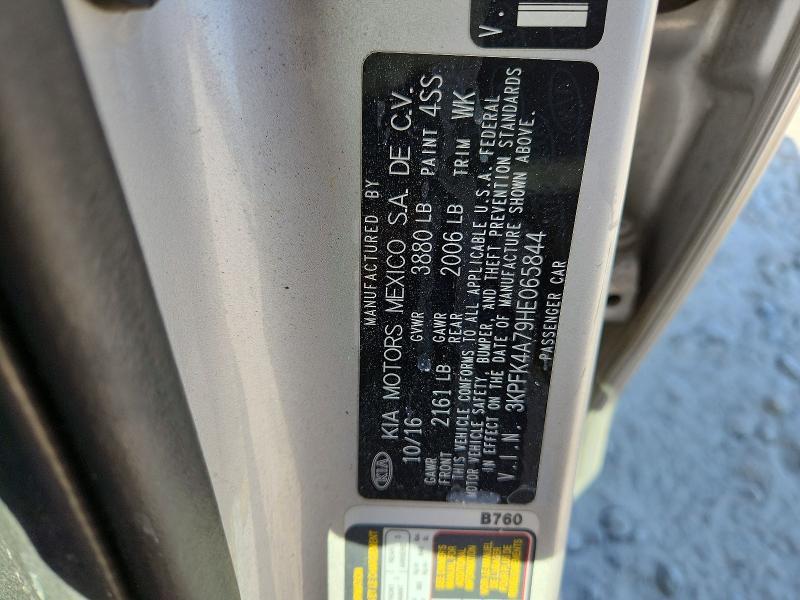 V.
MANUFACTURED BY
KIA KIA MOTORS MEXICO S.A. DE C.V.
10/16 GVWR 3880 LB PAINT 4SS
GAWR FRONT 2161 LB GAWR REAR 2006 LB TRIM WK
THIS VEHICLE CONFORMS TO ALL APPLICABLE U.S.A. FEDERAL
MOTOR VEHICLE SAFETY, BUMPER, AND THEFT PREVENTION STANDARDS
IN EFFECT ON THE DATE OF MANUFACTURE SHOWN ABOVE.
V.I.N. 3KPFK4A79HE065844
PASSENGER CAR
B760